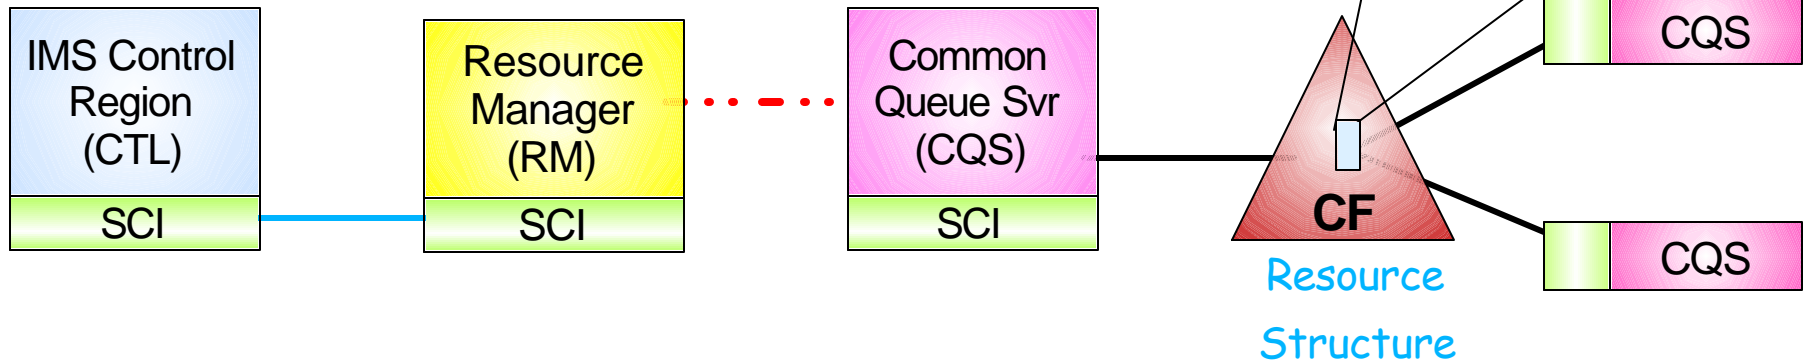 IMS Control
Region
(CTL)
SCI
Resource
Manager
(RM)
SCI
Common
Queue Svr
(CQS)
SCI
CF
Resource
Structure
CQS
CQS